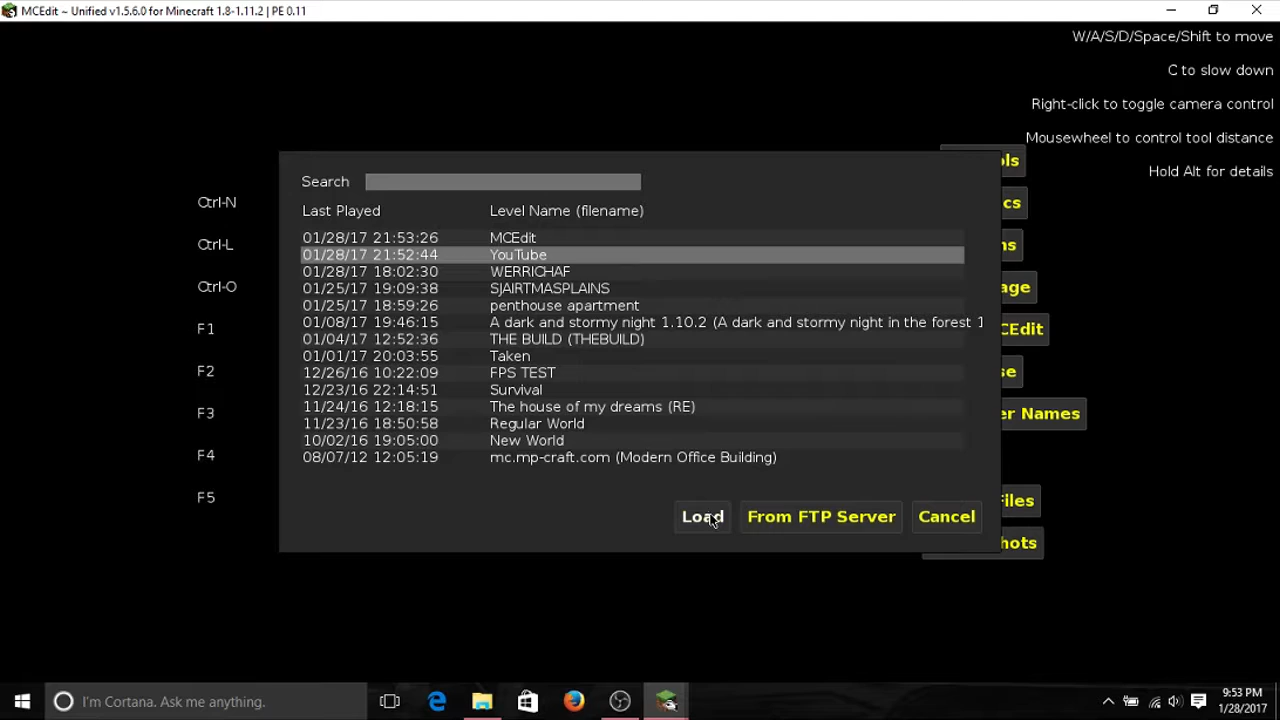 MCEdit ~ Unified v1.5.6.0 for Minecraft 1.8-1.11.2 | PE 0.11
W/A/S/D/Space/Shift to move
C to slow down
Right-click to toggle camera control
Mousewheel to control tool distance
Hold Alt for details
Search
Last Played Level Name (filename)
01/28/17 21:53:26 MCEdit
01/28/17 21:52:44 YouTube
01/28/17 18:02:30 WERRICHAF
01/25/17 19:09:38 SJAIRTMASPLAINS
01/25/17 18:59:26 penthouse apartment
01/08/17 19:46:15 A dark and stormy night 1.10.2 (A dark and stormy night in the forest 1
01/04/17 12:52:36 THE BUILD (THEBUILD)
01/01/17 20:03:55 Taken
12/26/16 10:22:09 FPS TEST
12/23/16 22:14:51 Survival
11/24/16 12:18:15 The house of my dreams (RE)
11/23/16 18:50:58 Regular World
10/02/16 19:05:00 New World
08/07/12 12:05:19 mc.mp-craft.com (Modern Office Building)
Load From FTP Server Cancel
Ctrl-N
Ctrl-L
Ctrl-O
F1
F2
F3
F4
F5
ols
cs
ns
age
CEdit
se
er Names
Files
hots
I'm Cortana. Ask me anything.
9:53 PM
1/28/2017